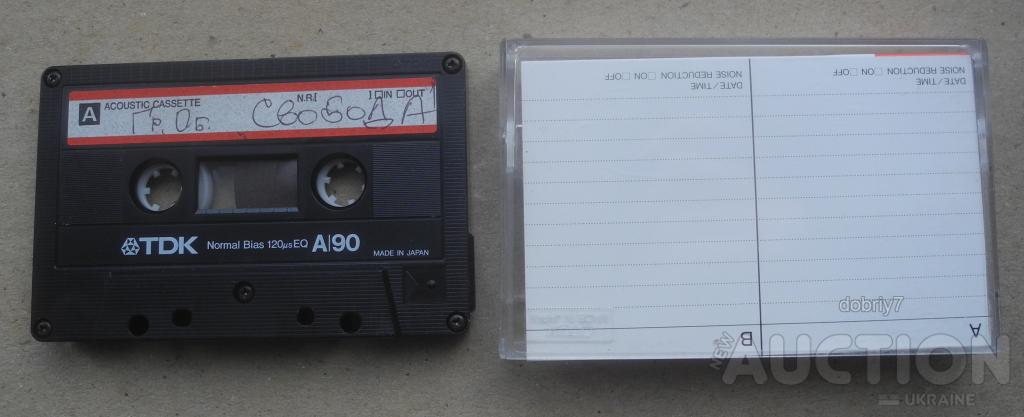 A ACOUSTIC CASSETTE N.R.[ ]□IN □OUT
Гр. Об. СВОБОДА
TDK Normal Bias 120µs EQ A/90
MADE IN JAPAN
NOISE REDUCTION □ ON □ OFF
DATE/TIME
NOISE REDUCTION □ ON □ OFF
DATE/TIME
B
A
dobriy7
NEW AUCTION
UKRAINE